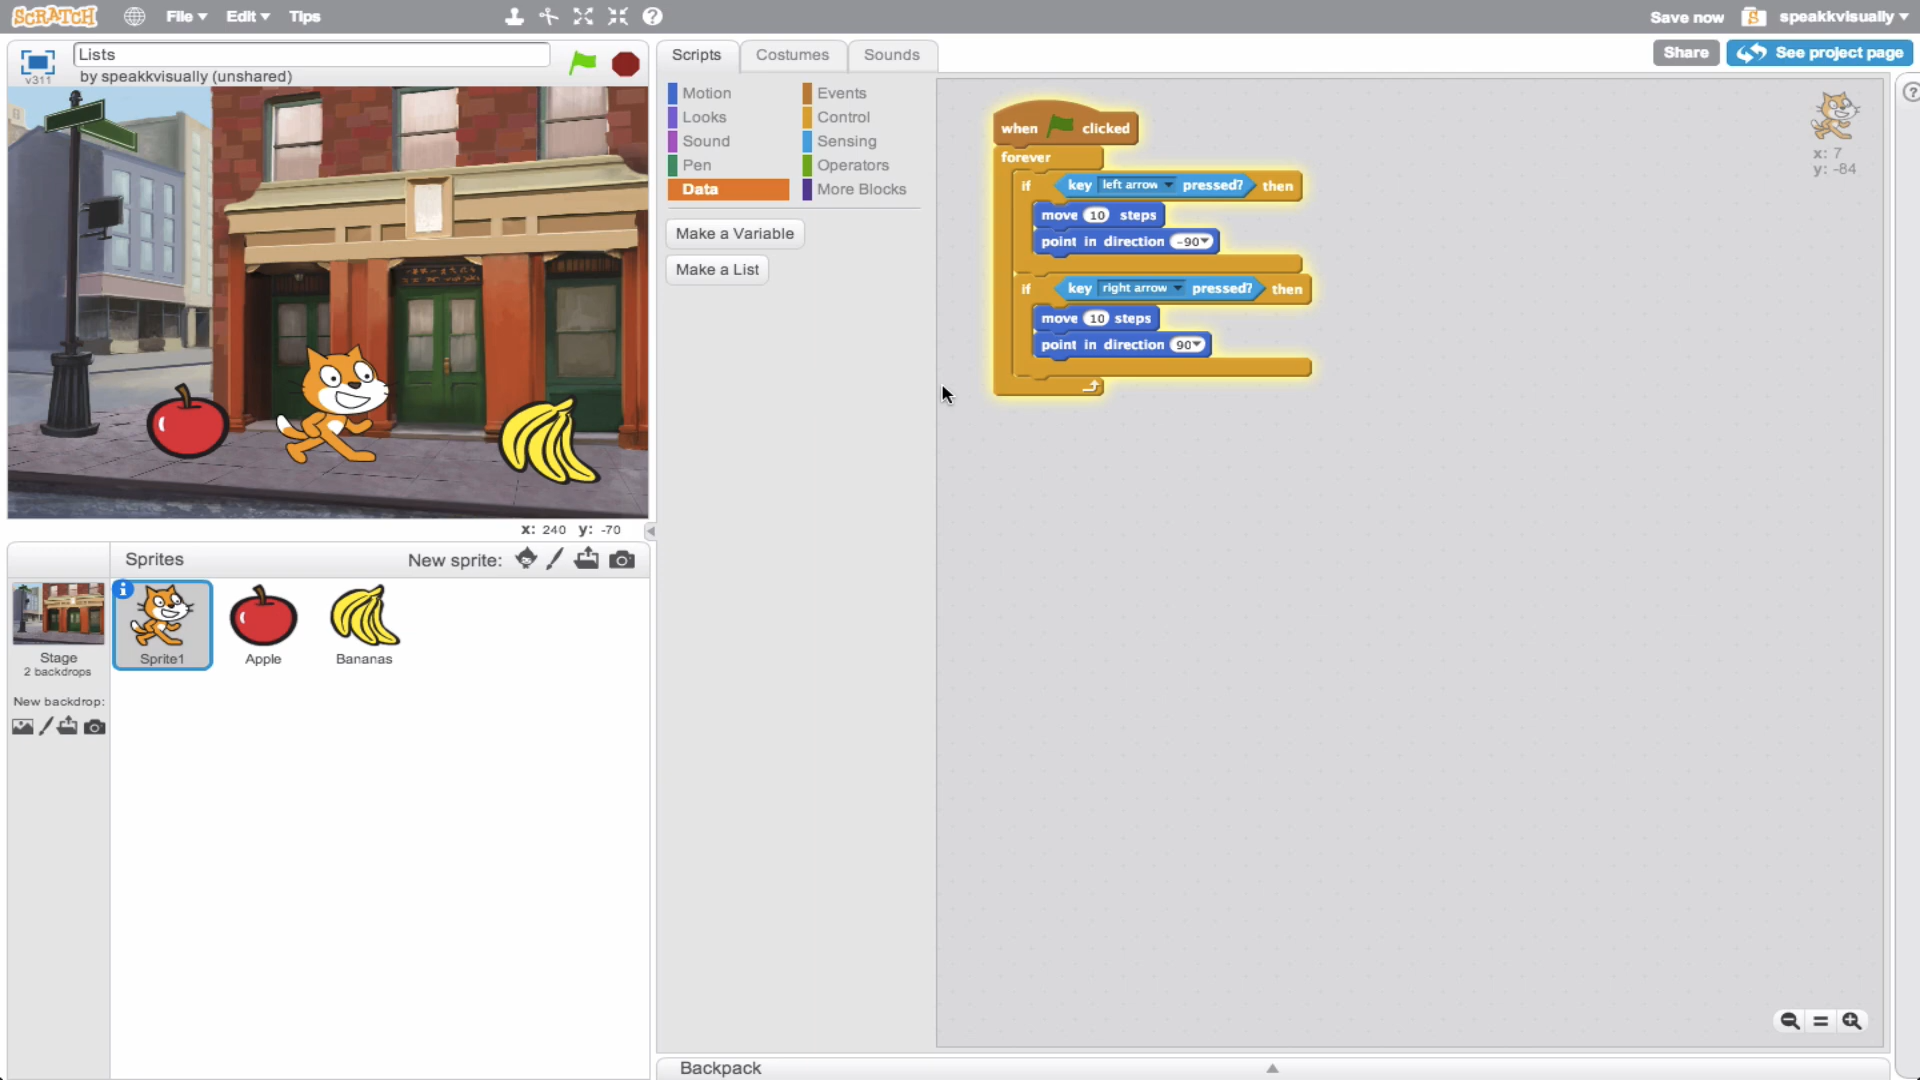 SCRATCH File Edit Tips Save now speakkvisually
Lists
v311 by speakkvisually (unshared)
Scripts Costumes Sounds
Share See project page
Motion Events
Looks Control
Sound Sensing
Pen Operators
Data More Blocks
Make a Variable
Make a List
when clicked
forever
if key left arrow pressed? then
move 10 steps
point in direction -90
if key right arrow pressed? then
move 10 steps
point in direction 90
x: 7
y: -84
x: 240 y: -70
Sprites New sprite:
Sprite1 Apple Bananas
Stage
2 backdrops
New backdrop:
Backpack